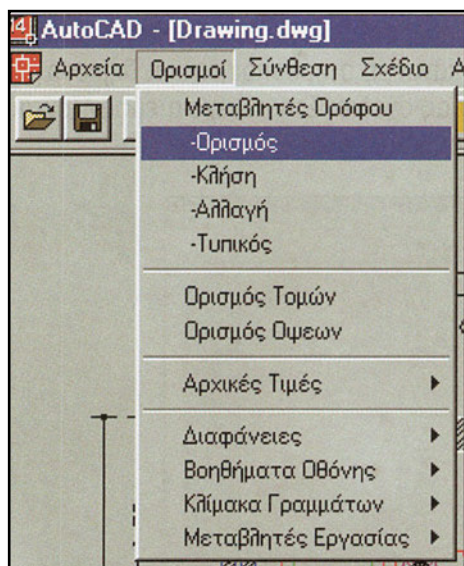 AutoCAD - [Drawing.dwg]
Αρχεία Ορισμοί Σύνθεση Σχέδιο
Μεταβλητές Ορόφου
-Ορισμός
-Κλήση
-Αλλαγή
-Τυπικός
Ορισμός Τομών
Ορισμός Οψεων
Αρχικές Τιμές
Διαφάνειες
Βοηθήματα Οθόνης
Κλίμακα Γραμμάτων
Μεταβλητές Εργασίας